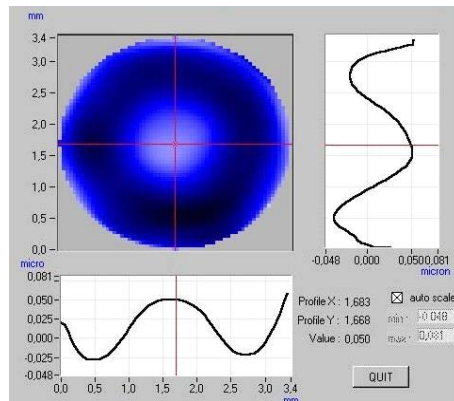 mm
3,4
3,0
2,5
2,0
1,5
1,0
0,5
0,0
-0,048 0,000 0,050 0,081
micron
micro
0,081
0,050
0,025
0,000
-0,025
-0,048
0,0 0,5 1,0 1,5 2,0 2,5 3,4
mm
Profile X : 1,683
Profile Y : 1,668
Value : 0,050
auto scale
min : -0,048
max : 0,081
QUIT